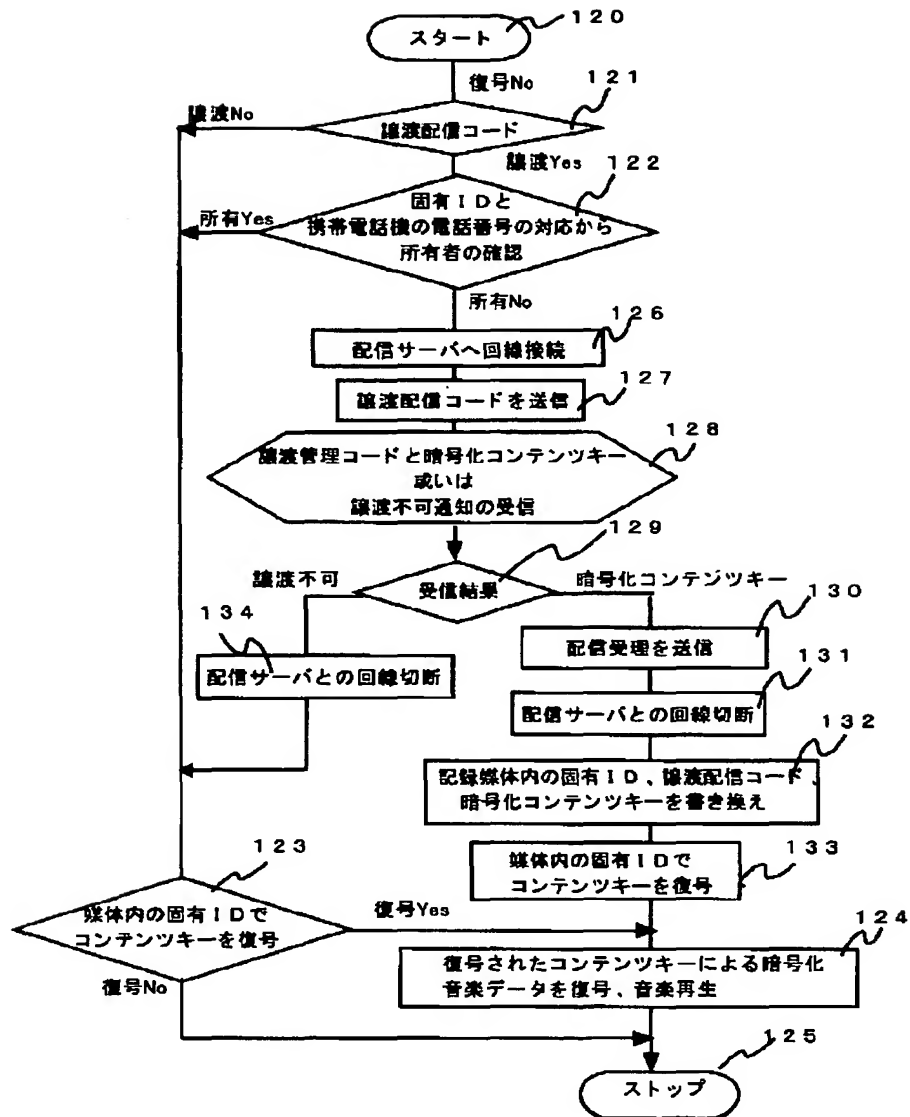 120
スタート
復号No
121
譲渡No
譲渡配信コード
譲渡Yes
122
固有IDと
携帯電話機の電話番号の対応から
所有者の確認
所有Yes
所有No
126
配信サーバへ回線接続
127
譲渡配信コードを送信
128
譲渡管理コードと暗号化コンテンツキー
或いは
譲渡不可通知の受信
129
譲渡不可
受信結果
暗号化コンテンツキー
134
130
配信受理を送信
配信サーバとの回線切断
131
配信サーバとの回線切断
132
記録媒体内の固有ID、譲渡配信コード、
暗号化コンテンツキーを書き換え
133
媒体内の固有IDで
コンテンツキーを復号
123
媒体内の固有IDで
コンテンツキーを復号
復号Yes
124
復号No
復号されたコンテンツキーによる暗号化
音楽データを復号、音楽再生
125
ストップ